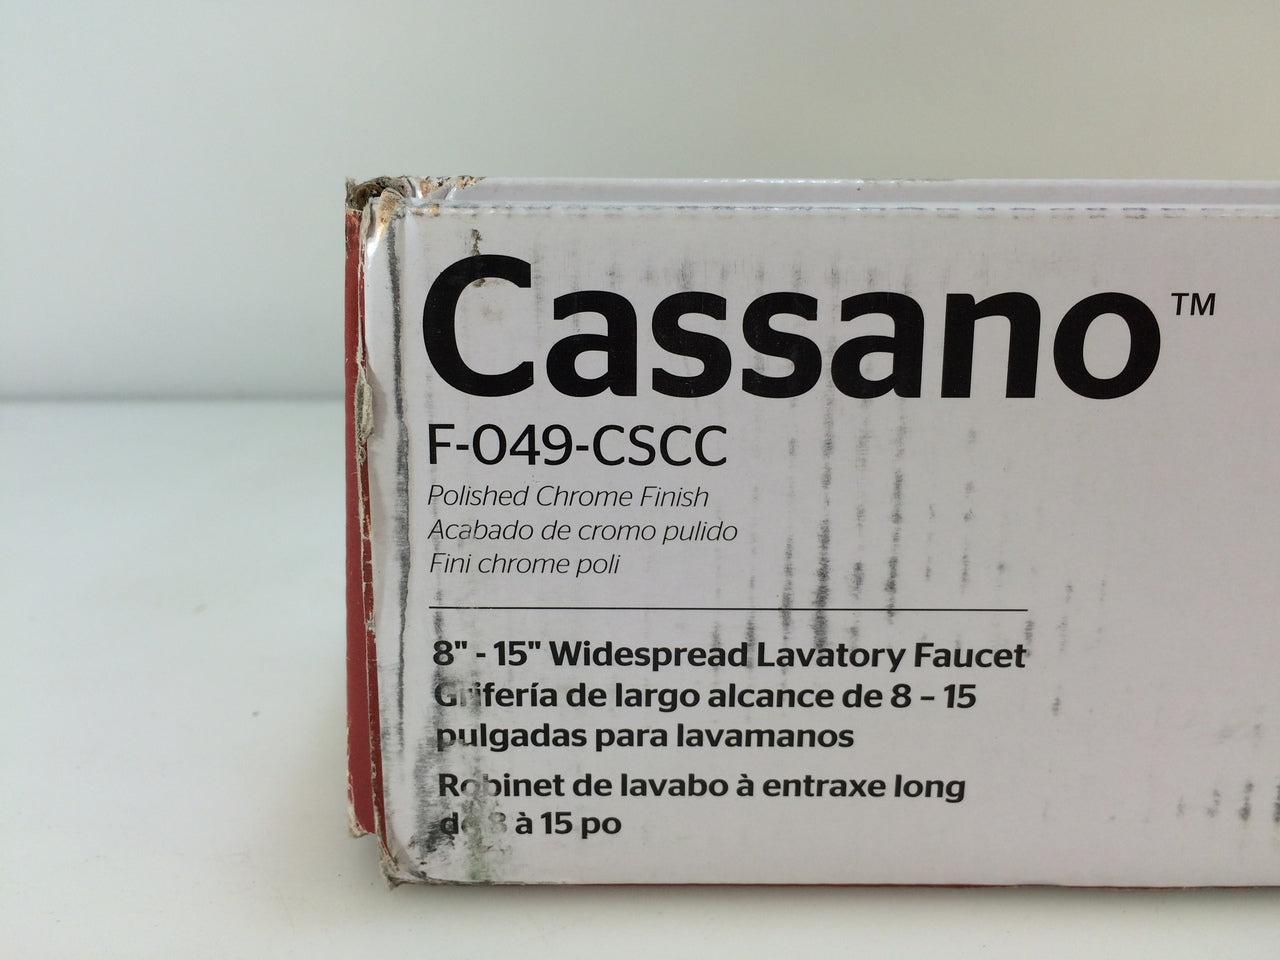 Cassano™
F-049-CSCC
Polished Chrome Finish
Acabado de cromo pulido
Fini chrome poli
8" - 15" Widespread Lavatory Faucet
Grifería de largo alcance de 8 – 15
pulgadas para lavamanos
Robinet de lavabo à entraxe long
de 8 à 15 po